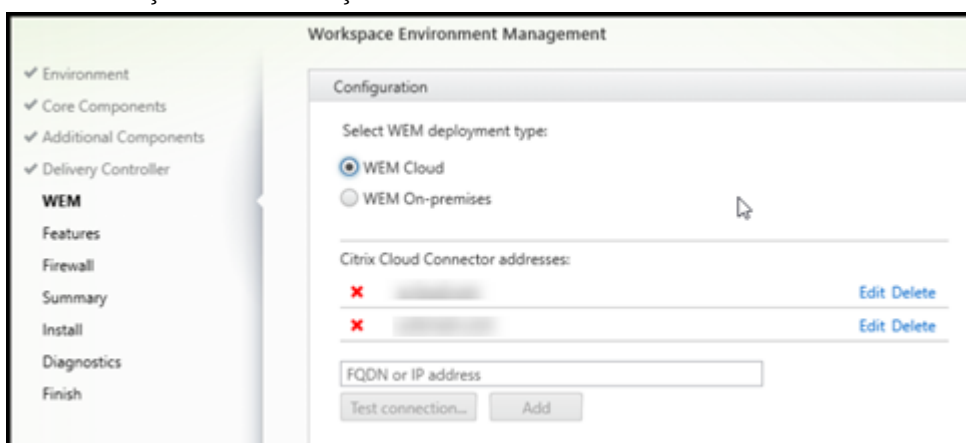 Workspace Environment Management
Environment
Core Components
Additional Components
Delivery Controller
WEM
Features
Firewall
Summary
Install
Diagnostics
Finish
Configuration
Select WEM deployment type:
WEM Cloud
WEM On-premises
Citrix Cloud Connector addresses:
Edit Delete
Edit Delete
FQDN or IP address
Test connection... Add